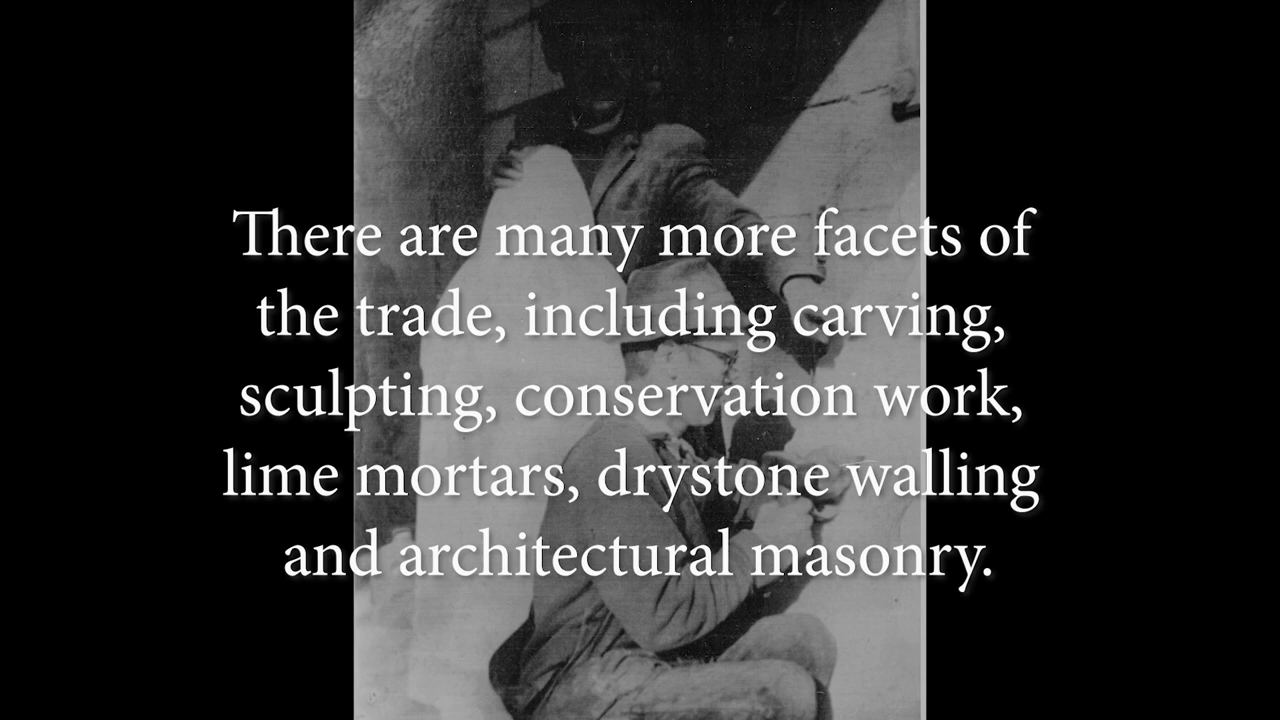 There are many more facets of
the trade, including carving,
sculpting, conservation work,
lime mortars, drystone walling
and architectural masonry.